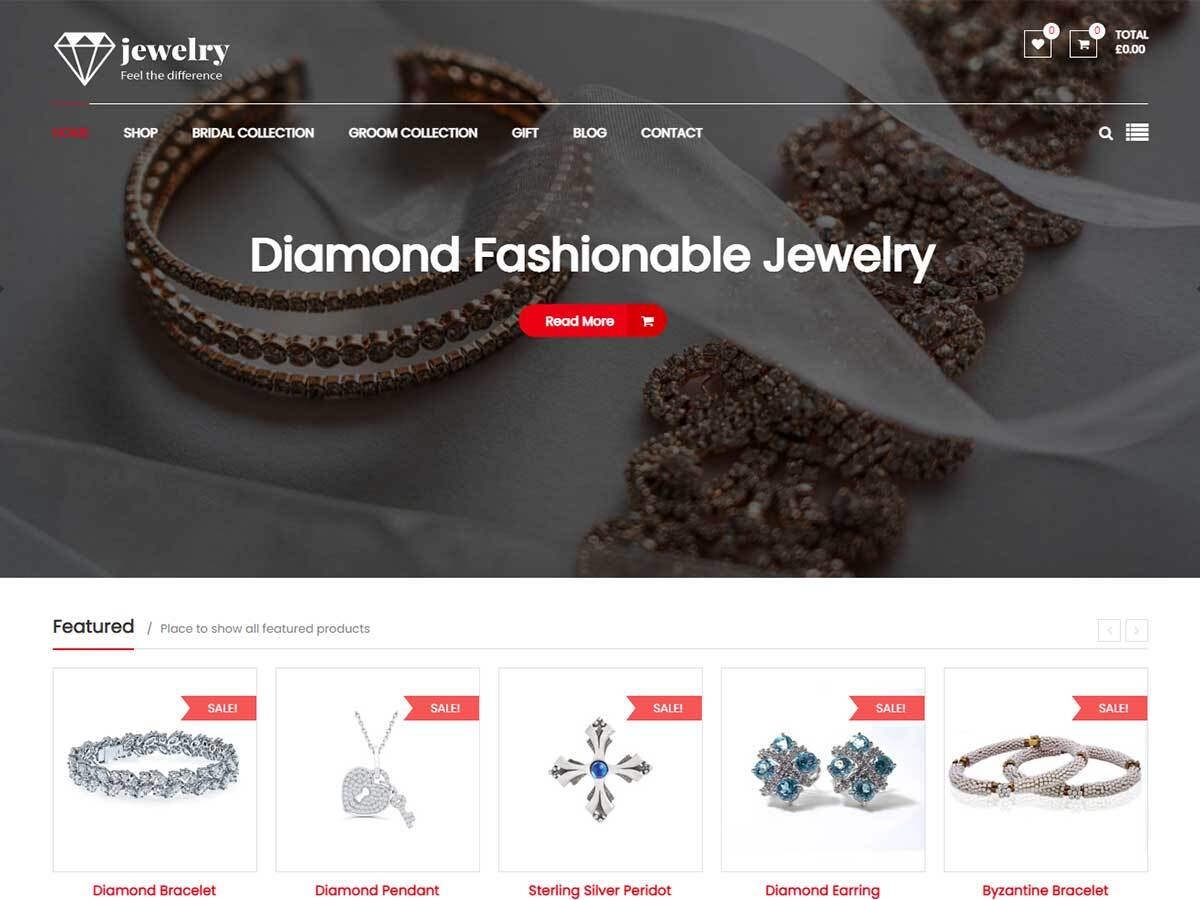 jewelry
Feel the difference
0
0
TOTAL
£0.00
HOME SHOP BRIDAL COLLECTION GROOM COLLECTION GIFT BLOG CONTACT
Diamond Fashionable Jewelry
Read More
Featured / Place to show all featured products
SALE! SALE! SALE! SALE! SALE!
Diamond Bracelet Diamond Pendant Sterling Silver Peridot Diamond Earring Byzantine Bracelet